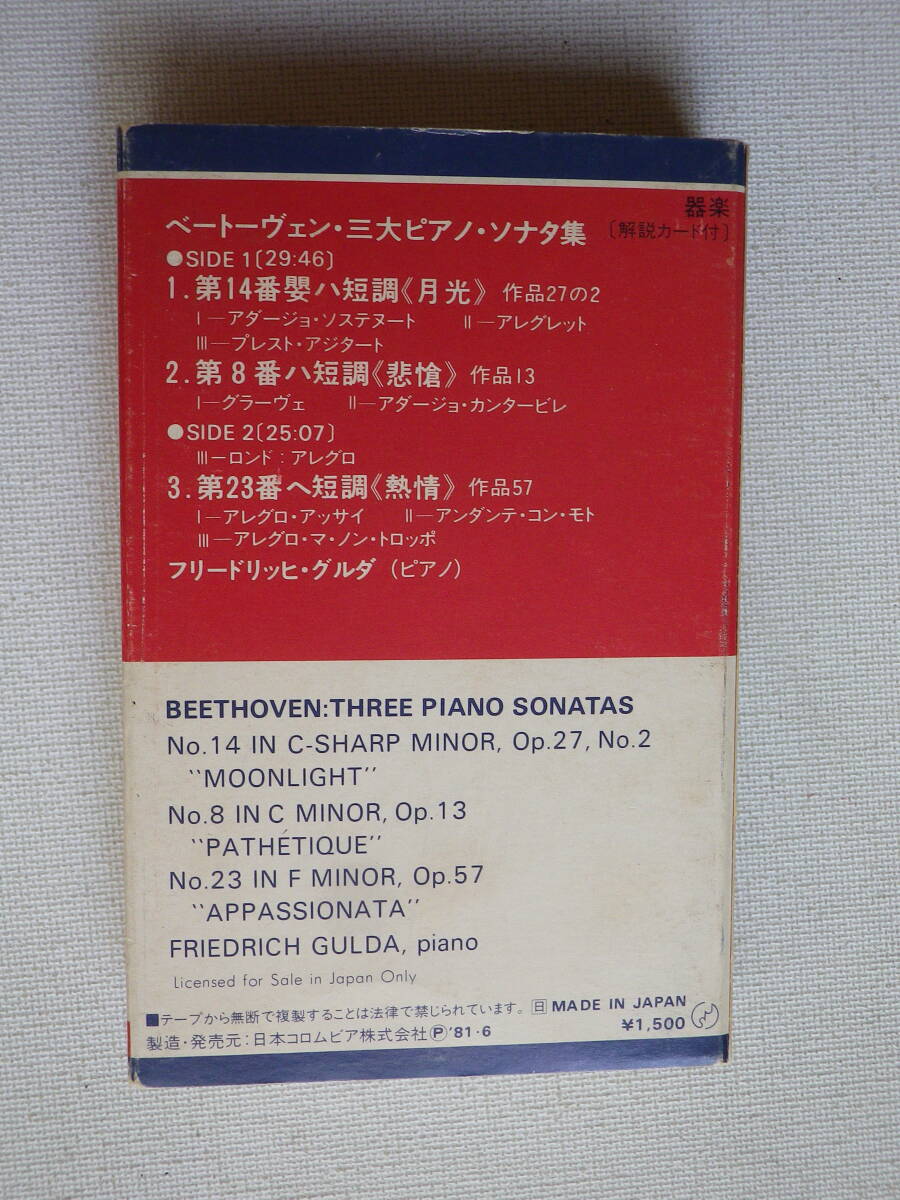 器楽
ベートーヴェン・三大ピアノ・ソナタ集 〔解説カード付〕
●SIDE 1〔29:46〕
1. 第14番嬰ハ短調《月光》 作品27の2
I—アダージョ・ソステヌート II—アレグレット
III—プレスト・アジタート
2. 第8番ハ短調《悲愴》 作品13
I—グラーヴェ II—アダージョ・カンタービレ
●SIDE 2〔25:07〕
III—ロンド：アレグロ
3. 第23番ヘ短調《熱情》 作品57
I—アレグロ・アッサイ II—アンダンテ・コン・モト
III—アレグロ・マ・ノン・トロッポ
フリードリッヒ・グルダ (ピアノ)
BEETHOVEN:THREE PIANO SONATAS
No.14 IN C-SHARP MINOR, Op.27, No.2
"MOONLIGHT"
No.8 IN C MINOR, Op.13
"PATHÉTIQUE"
No.23 IN F MINOR, Op.57
"APPASSIONATA"
FRIEDRICH GULDA, piano
Licensed for Sale in Japan Only
■テープから無断で複製することは法律で禁じられています。 日 MADE IN JAPAN
製造・発売元：日本コロムビア株式会社Ⓟ'81・6 ¥1,500